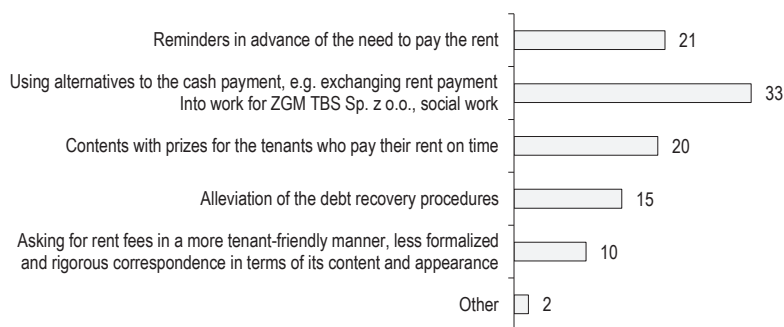 Reminders in advance of the need to pay the rent 21
Using alternatives to the cash payment, e.g. exchanging rent payment
Into work for ZGM TBS Sp. z o.o., social work 33
Contents with prizes for the tenants who pay their rent on time 20
Alleviation of the debt recovery procedures 15
Asking for rent fees in a more tenant-friendly manner, less formalized
and rigorous correspondence in terms of its content and appearance 10
Other 2